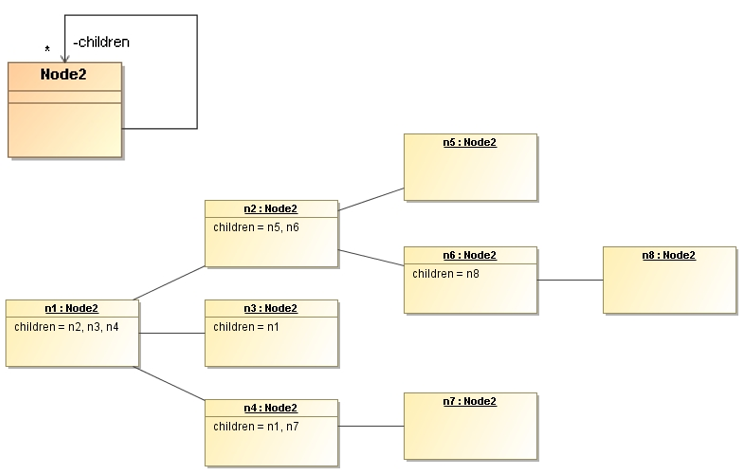 -children
*
Node2
n5 : Node2
n2 : Node2
children = n5, n6
n6 : Node2
children = n8
n8 : Node2
n1 : Node2
children = n2, n3, n4
n3 : Node2
children = n1
n4 : Node2
children = n1, n7
n7 : Node2